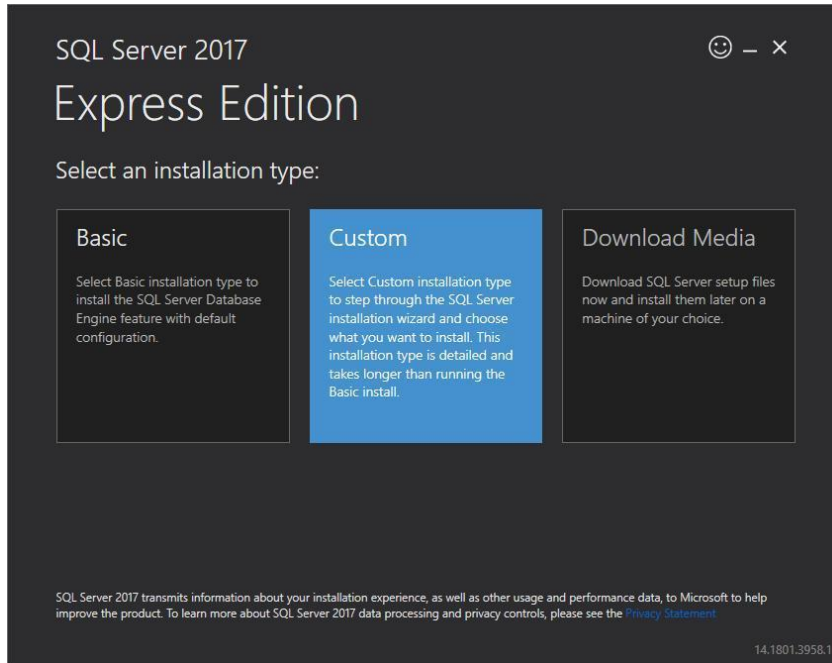 SQL Server 2017
Express Edition
Select an installation type:
Basic
Select Basic installation type to
install the SQL Server Database
Engine feature with default
configuration.
Custom
Select Custom installation type
to step through the SQL Server
installation wizard and choose
what you want to install. This
installation type is detailed and
takes longer than running the
Basic install.
Download Media
Download SQL Server setup files
now and install them later on a
machine of your choice.
SQL Server 2017 transmits information about your installation experience, as well as other usage and performance data, to Microsoft to help
improve the product. To learn more about SQL Server 2017 data processing and privacy controls, please see the Privacy Statement
14.1801.3958.1